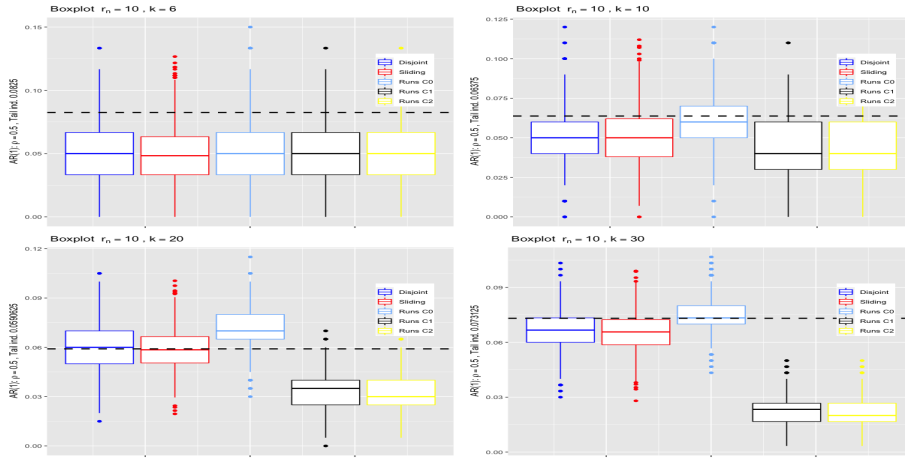 Boxplot rₙ = 10 , k = 6
AR(1): ρ = 0.5 , Tail ind. 0.0825
0.15
0.10
0.05
0.00
Disjoint
Sliding
Runs C0
Runs C1
Runs C2
Boxplot rₙ = 10 , k = 10
AR(1): ρ = 0.5 , Tail ind. 0.06375
0.125
0.100
0.075
0.050
0.025
0.000
Disjoint
Sliding
Runs C0
Runs C1
Runs C2
Boxplot rₙ = 10 , k = 20
AR(1): ρ = 0.5 , Tail ind. 0.0590625
0.12
0.09
0.06
0.03
0.00
Disjoint
Sliding
Runs C0
Runs C1
Runs C2
Boxplot rₙ = 10 , k = 30
AR(1): ρ = 0.5 , Tail ind. 0.073125
0.09
0.06
0.03
0.00
Disjoint
Sliding
Runs C0
Runs C1
Runs C2